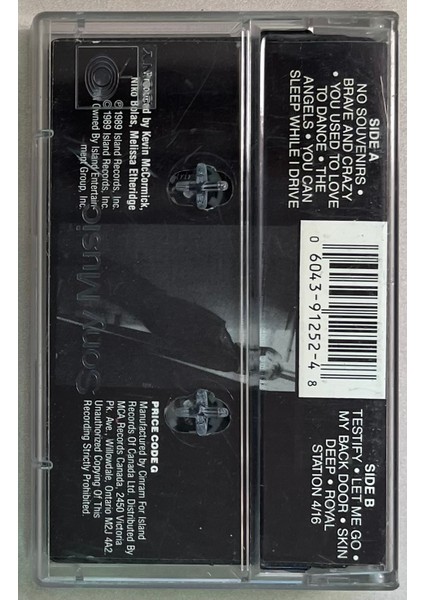 SIDE A
NO SOUVENIRS •
BRAVE AND CRAZY
• YOU USED TO LOVE
TO DANCE • THE
ANGELS • YOU CAN
SLEEP WHILE I DRIVE
0 6043-91252-4 8
SIDE B
TESTIFY • LET ME GO •
MY BACK DOOR • SKIN
DEEP • ROYAL
STATION 4/16
Produced by Kevin McCormick,
Niko Bolas, Melissa Etheridge
℗ 1989 Island Records, Inc.
© 1989 Island Records, Inc.
Owned By Island Entertain-
ment Group, Inc.
PRICE CODE G
Manufactured by Cinram For Island
Records Of Canada Ltd. Distributed By
MCA Records Canada, 2450 Victoria
Pk. Ave., Willowdale, Ontario M2J 4A2.
Unauthorized Copying Of This
Recording Strictly Prohibited.
Sony Music